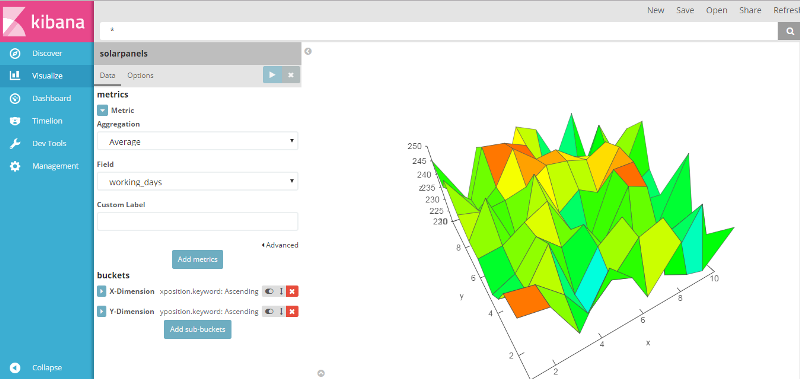 kibana
New Save Open Share Refresh
*
Discover
Visualize
Dashboard
Timelion
Dev Tools
Management
Collapse
solarpanels
Data Options
metrics
Metric
Aggregation
Average
Field
working_days
Custom Label
Advanced
Add metrics
buckets
X-Dimension xposition.keyword: Ascending
Y-Dimension yposition.keyword: Ascending
Add sub-buckets
250
245
240
z235
230
225
220
8
6
y
4
2
2
4
6
x
8
10